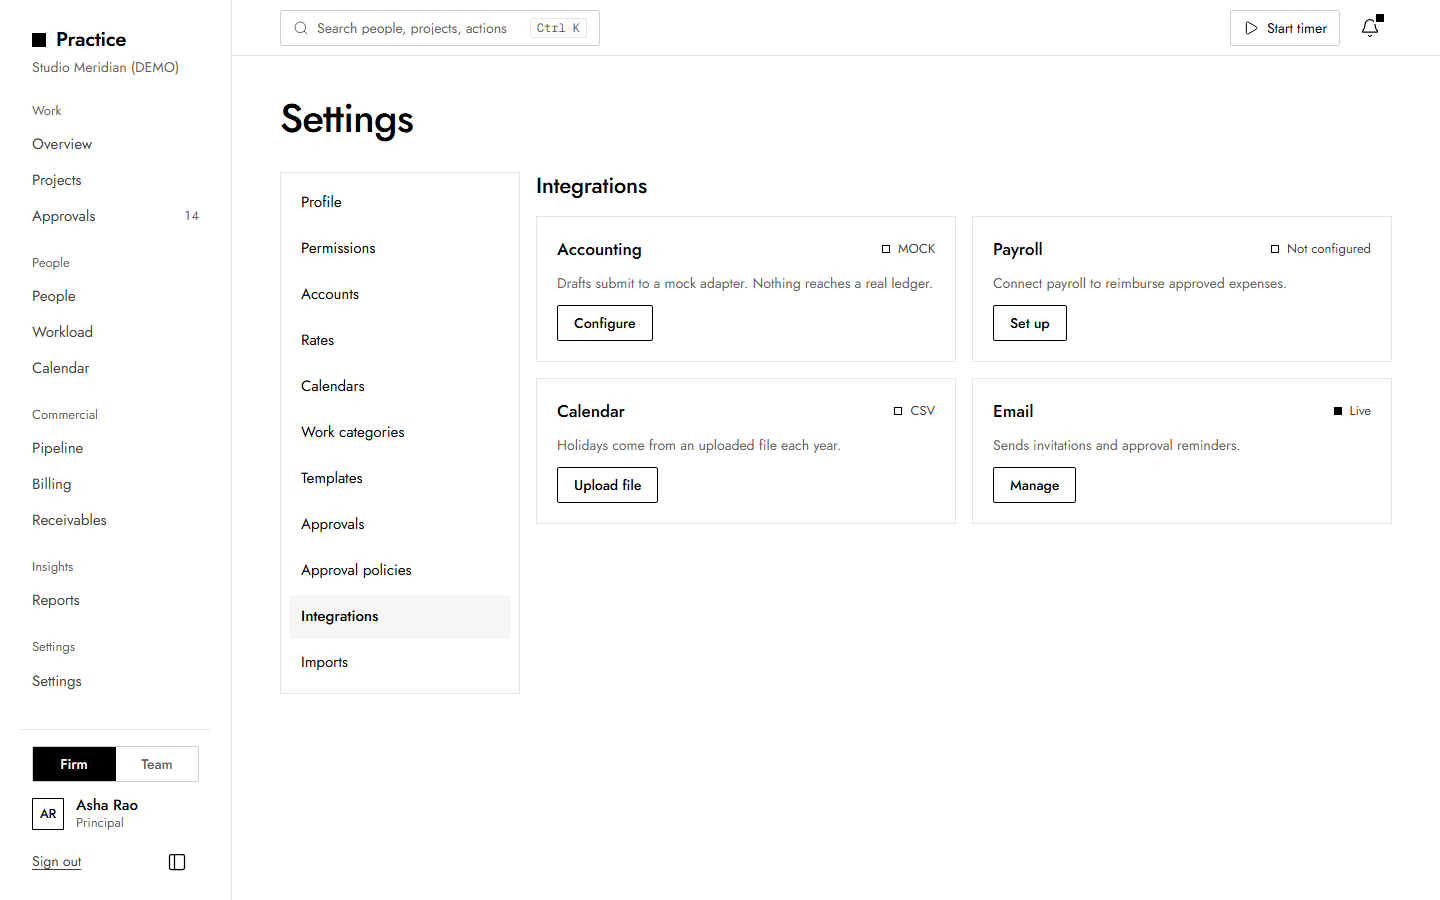 Practice
Studio Meridian (DEMO)
Work
Overview
Projects
Approvals 14
People
People
Workload
Calendar
Commercial
Pipeline
Billing
Receivables
Insights
Reports
Settings
Settings
Firm Team
AR
Asha Rao
Principal
Sign out
Search people, projects, actions Ctrl K
Start timer
Settings
Profile
Permissions
Accounts
Rates
Calendars
Work categories
Templates
Approvals
Approval policies
Integrations
Imports
Integrations
Accounting MOCK
Drafts submit to a mock adapter. Nothing reaches a real ledger.
Configure
Payroll Not configured
Connect payroll to reimburse approved expenses.
Set up
Calendar CSV
Holidays come from an uploaded file each year.
Upload file
Email Live
Sends invitations and approval reminders.
Manage